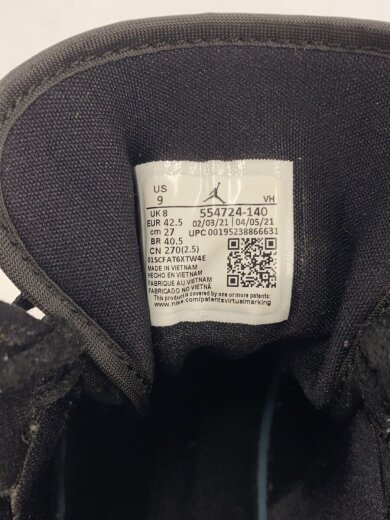 US
9
VH
UK 8
EUR 42.5
cm 27
BR 40.5
CN 270(2.5)
554724-140
02/03/21 04/05/21
UPC 00195238866631
01SCFAT6XTW4E
MADE IN VIETNAM
HECHO EN VIETNAM
FABRIQUE AU VIETNAM
FABRICADO NO VIETNÃ
This product is covered by one or more patents:
www.nike.com/patentsvirtualmarking